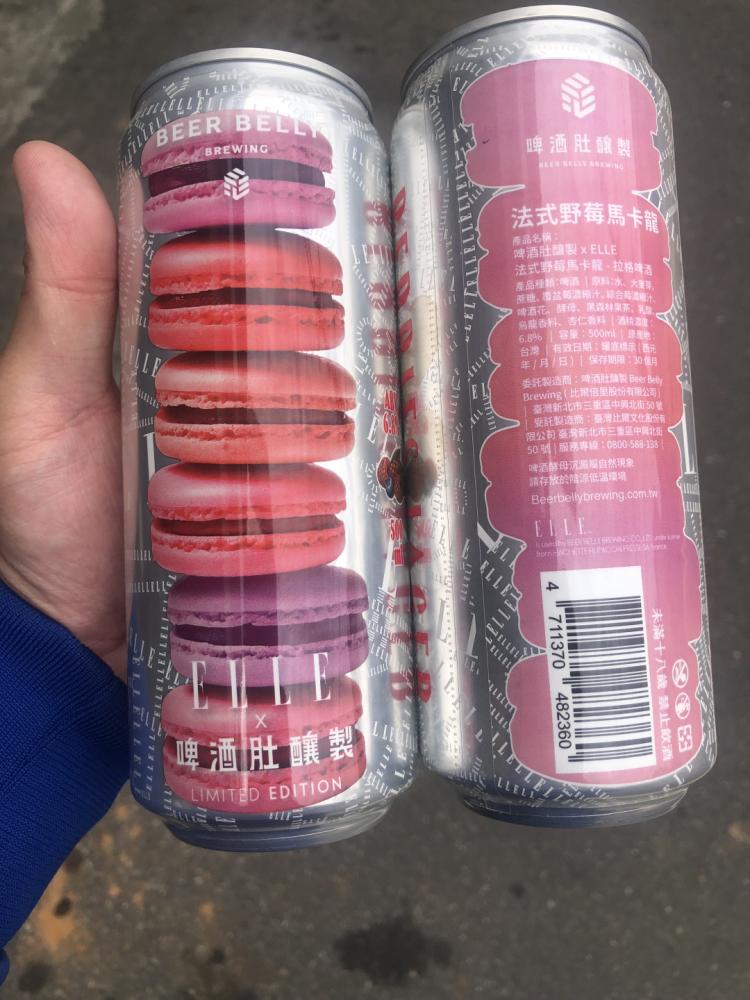 BEER BELLY
BREWING
ELLE
x
啤酒肚釀製
LIMITED EDITION
啤酒肚釀製
BEER BELLY BREWING
法式野莓馬卡龍
產品名稱：
啤酒肚釀製 x ELLE
法式野莓馬卡龍 - 拉格啤酒
產品種類：啤酒｜原料：水、大麥芽、
蔗糖、覆盆莓濃縮汁、綜合莓濃縮汁、
啤酒花、酵母、黑森林果茶、乳酸、
烏龍香料、杏仁香料｜酒精濃度：
6.8%｜容量：500ml｜原產地：
台灣｜有效日期：罐底標示（西元
年/月/日）｜保存期限：30個月
委託製造商：啤酒肚釀製 Beer Belly
Brewing（比爾倍里股份有限公司）
臺灣新北市三重區中興北街50號
受託製造商：臺灣比爾文化股份有
限公司 臺灣新北市三重區中興北街
50號｜服務專線：0800-588-138
啤酒酵母沉澱屬自然現象
請存放於陰涼低溫環境
Beerbellybrewing.com.tw
ELLE
4 711370 482360
未滿十八歲 禁止飲酒